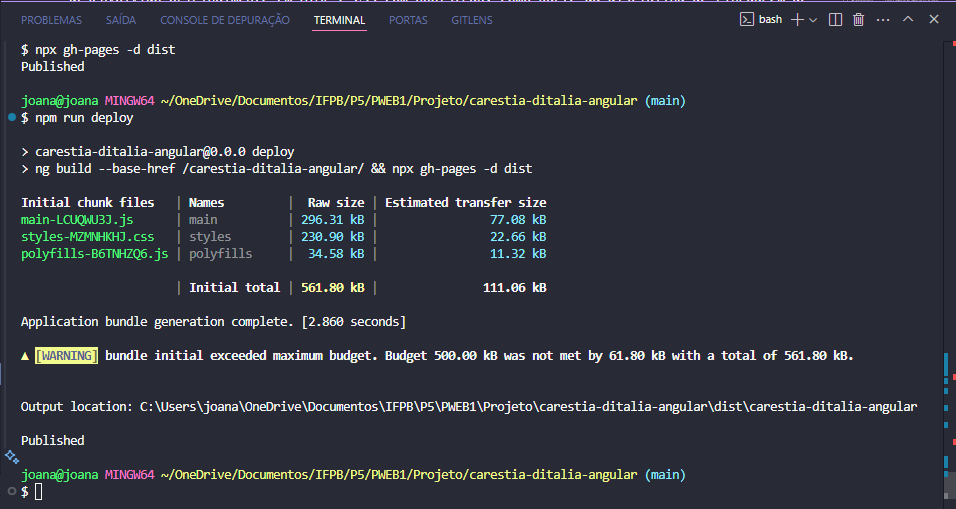 PROBLEMAS SAÍDA CONSOLE DE DEPURAÇÃO TERMINAL PORTAS GITLENS bash
$ npx gh-pages -d dist
Published
joana@joana MINGW64 ~/OneDrive/Documentos/IFPB/P5/PWEB1/Projeto/carestia-ditalia-angular (main)
$ npm run deploy
> carestia-ditalia-angular@0.0.0 deploy
> ng build --base-href /carestia-ditalia-angular/ && npx gh-pages -d dist
Initial chunk files | Names | Raw size | Estimated transfer size
main-LCUQWU3J.js | main | 296.31 kB | 77.08 kB
styles-MZMNHKHJ.css | styles | 230.90 kB | 22.66 kB
polyfills-B6TNHZQ6.js | polyfills | 34.58 kB | 11.32 kB
| Initial total | 561.80 kB | 111.06 kB
Application bundle generation complete. [2.860 seconds]
▲ [WARNING] bundle initial exceeded maximum budget. Budget 500.00 kB was not met by 61.80 kB with a total of 561.80 kB.
Output location: C:\Users\joana\OneDrive\Documentos\IFPB\P5\PWEB1\Projeto\carestia-ditalia-angular\dist\carestia-ditalia-angular
Published
joana@joana MINGW64 ~/OneDrive/Documentos/IFPB/P5/PWEB1/Projeto/carestia-ditalia-angular (main)
$